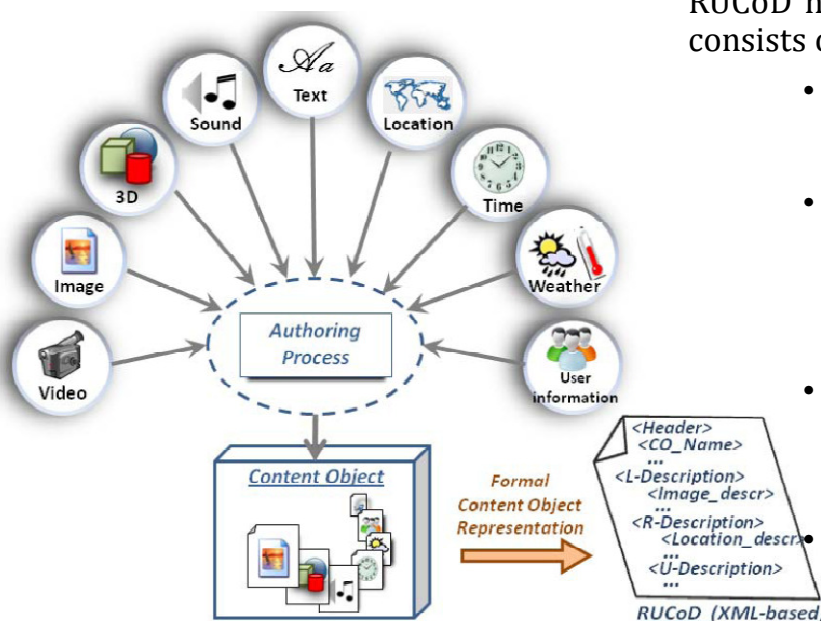 RUCoD
consists
Aa
Text
Sound
Location
3D
Time
Image
Weather
Video
User
information
Authoring
Process
Content Object
Formal
Content Object
Representation
<Header>
<CO_Name>
...
<L-Description>
<Image_descr>
...
<R-Description>
<Location_descr>
...
<U-Description>
...
RUCoD (XML-based)
•
•
•
•